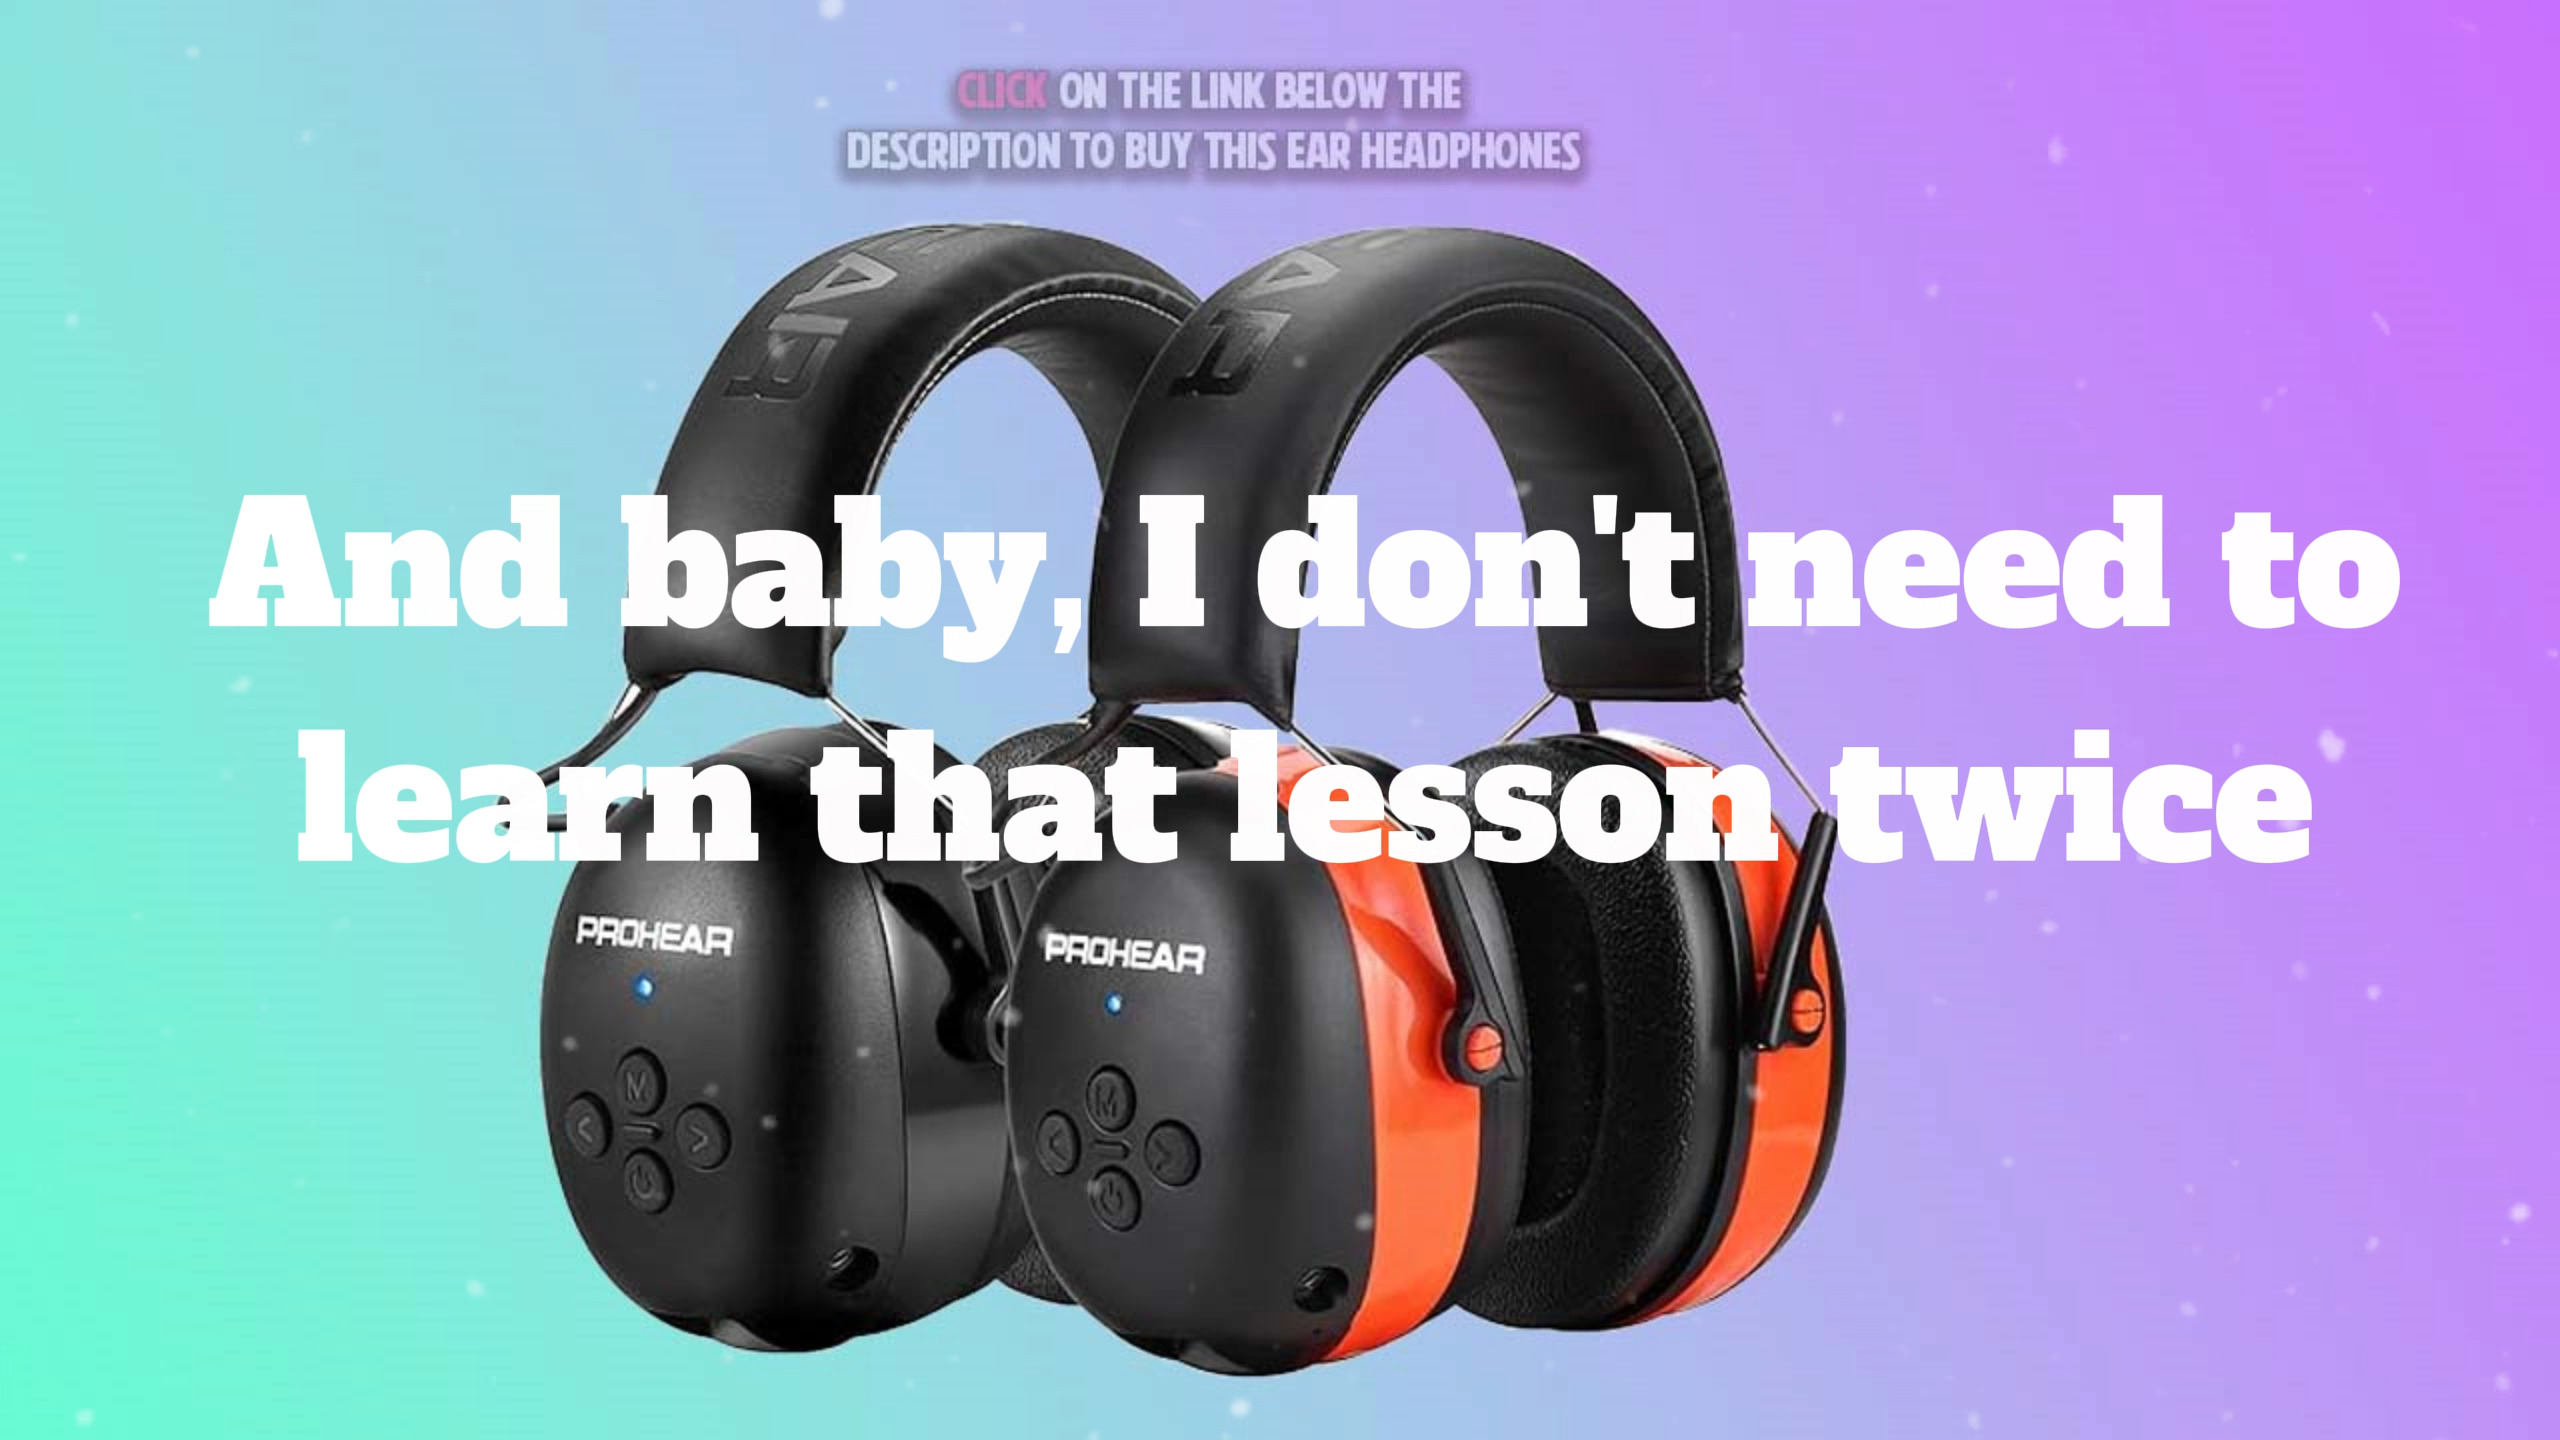 CLICK ON THE LINK BELOW THE
DESCRIPTION TO BUY THIS EAR HEADPHONES
And baby, I don't need to
learn that lesson twice
PROHEAR
PROHEAR
M
M